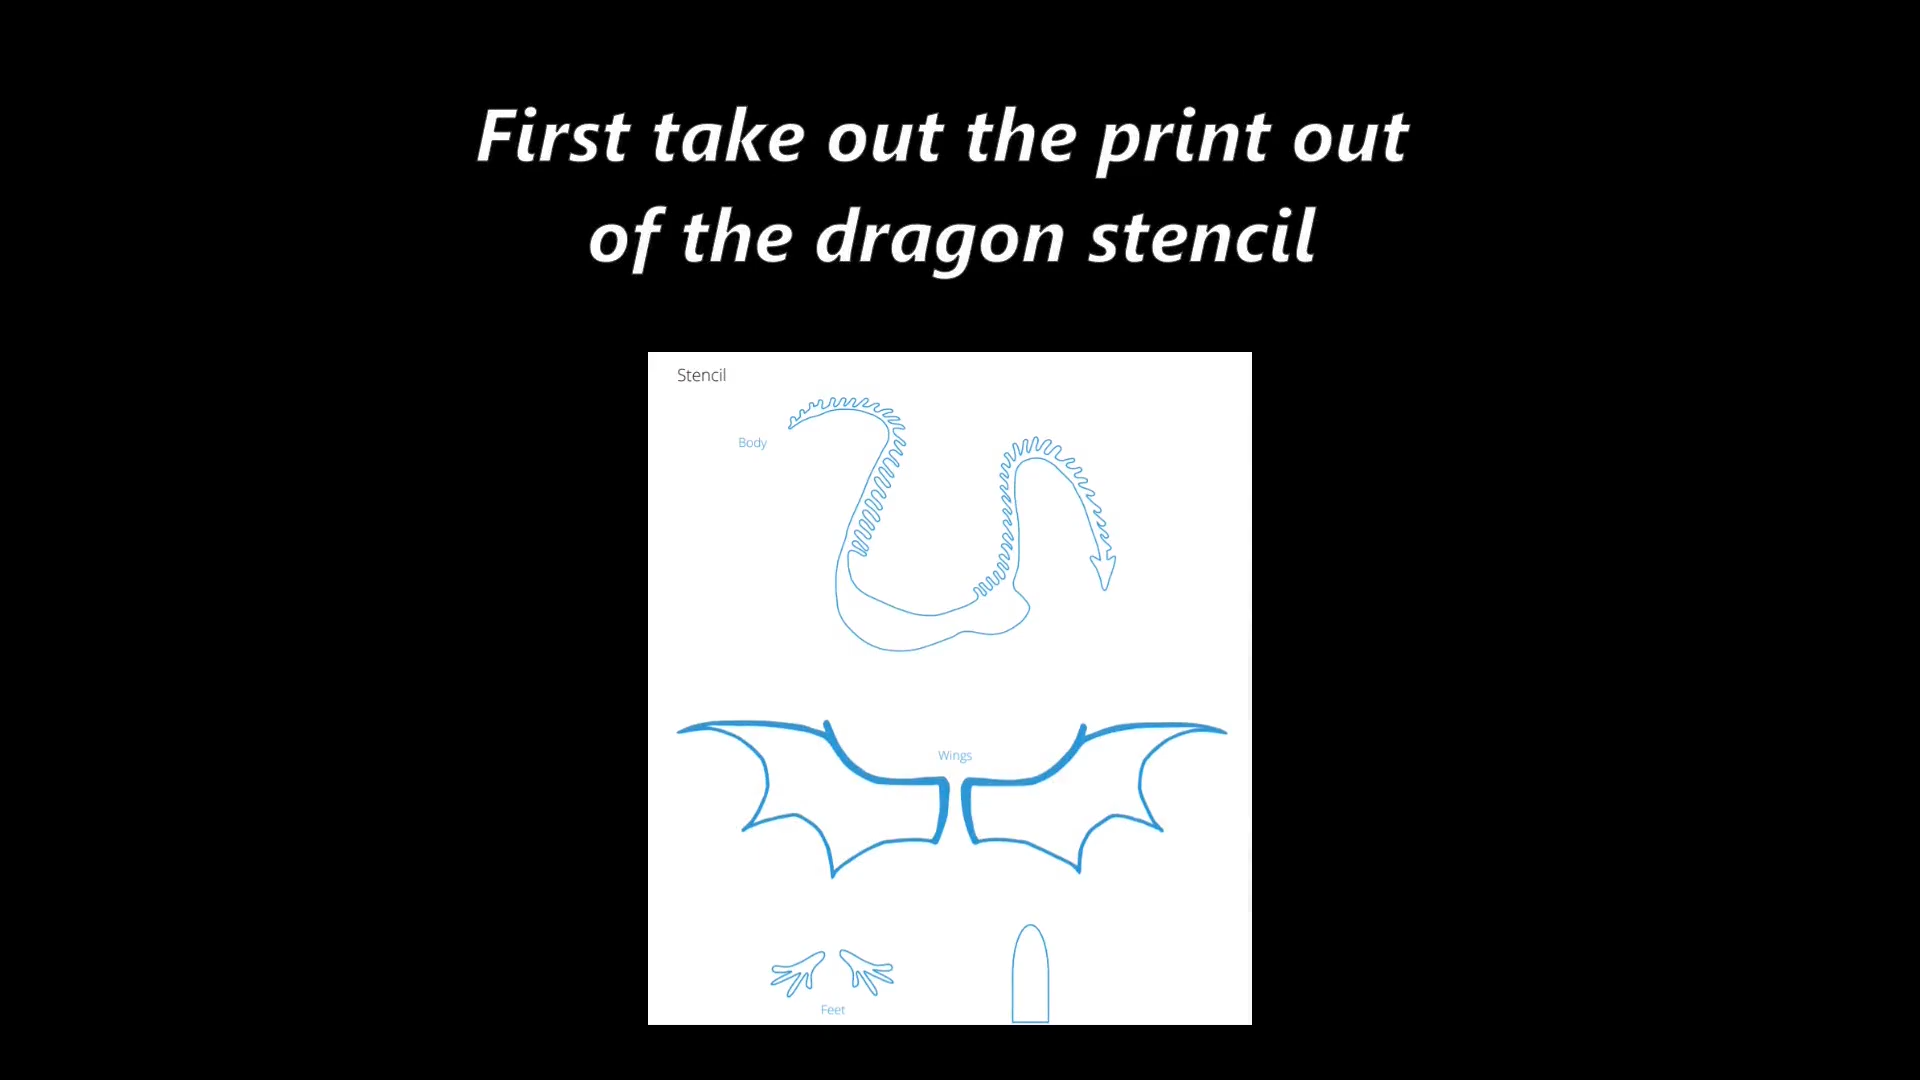 First take out the print out
of the dragon stencil
Stencil
Body
Wings
Feet